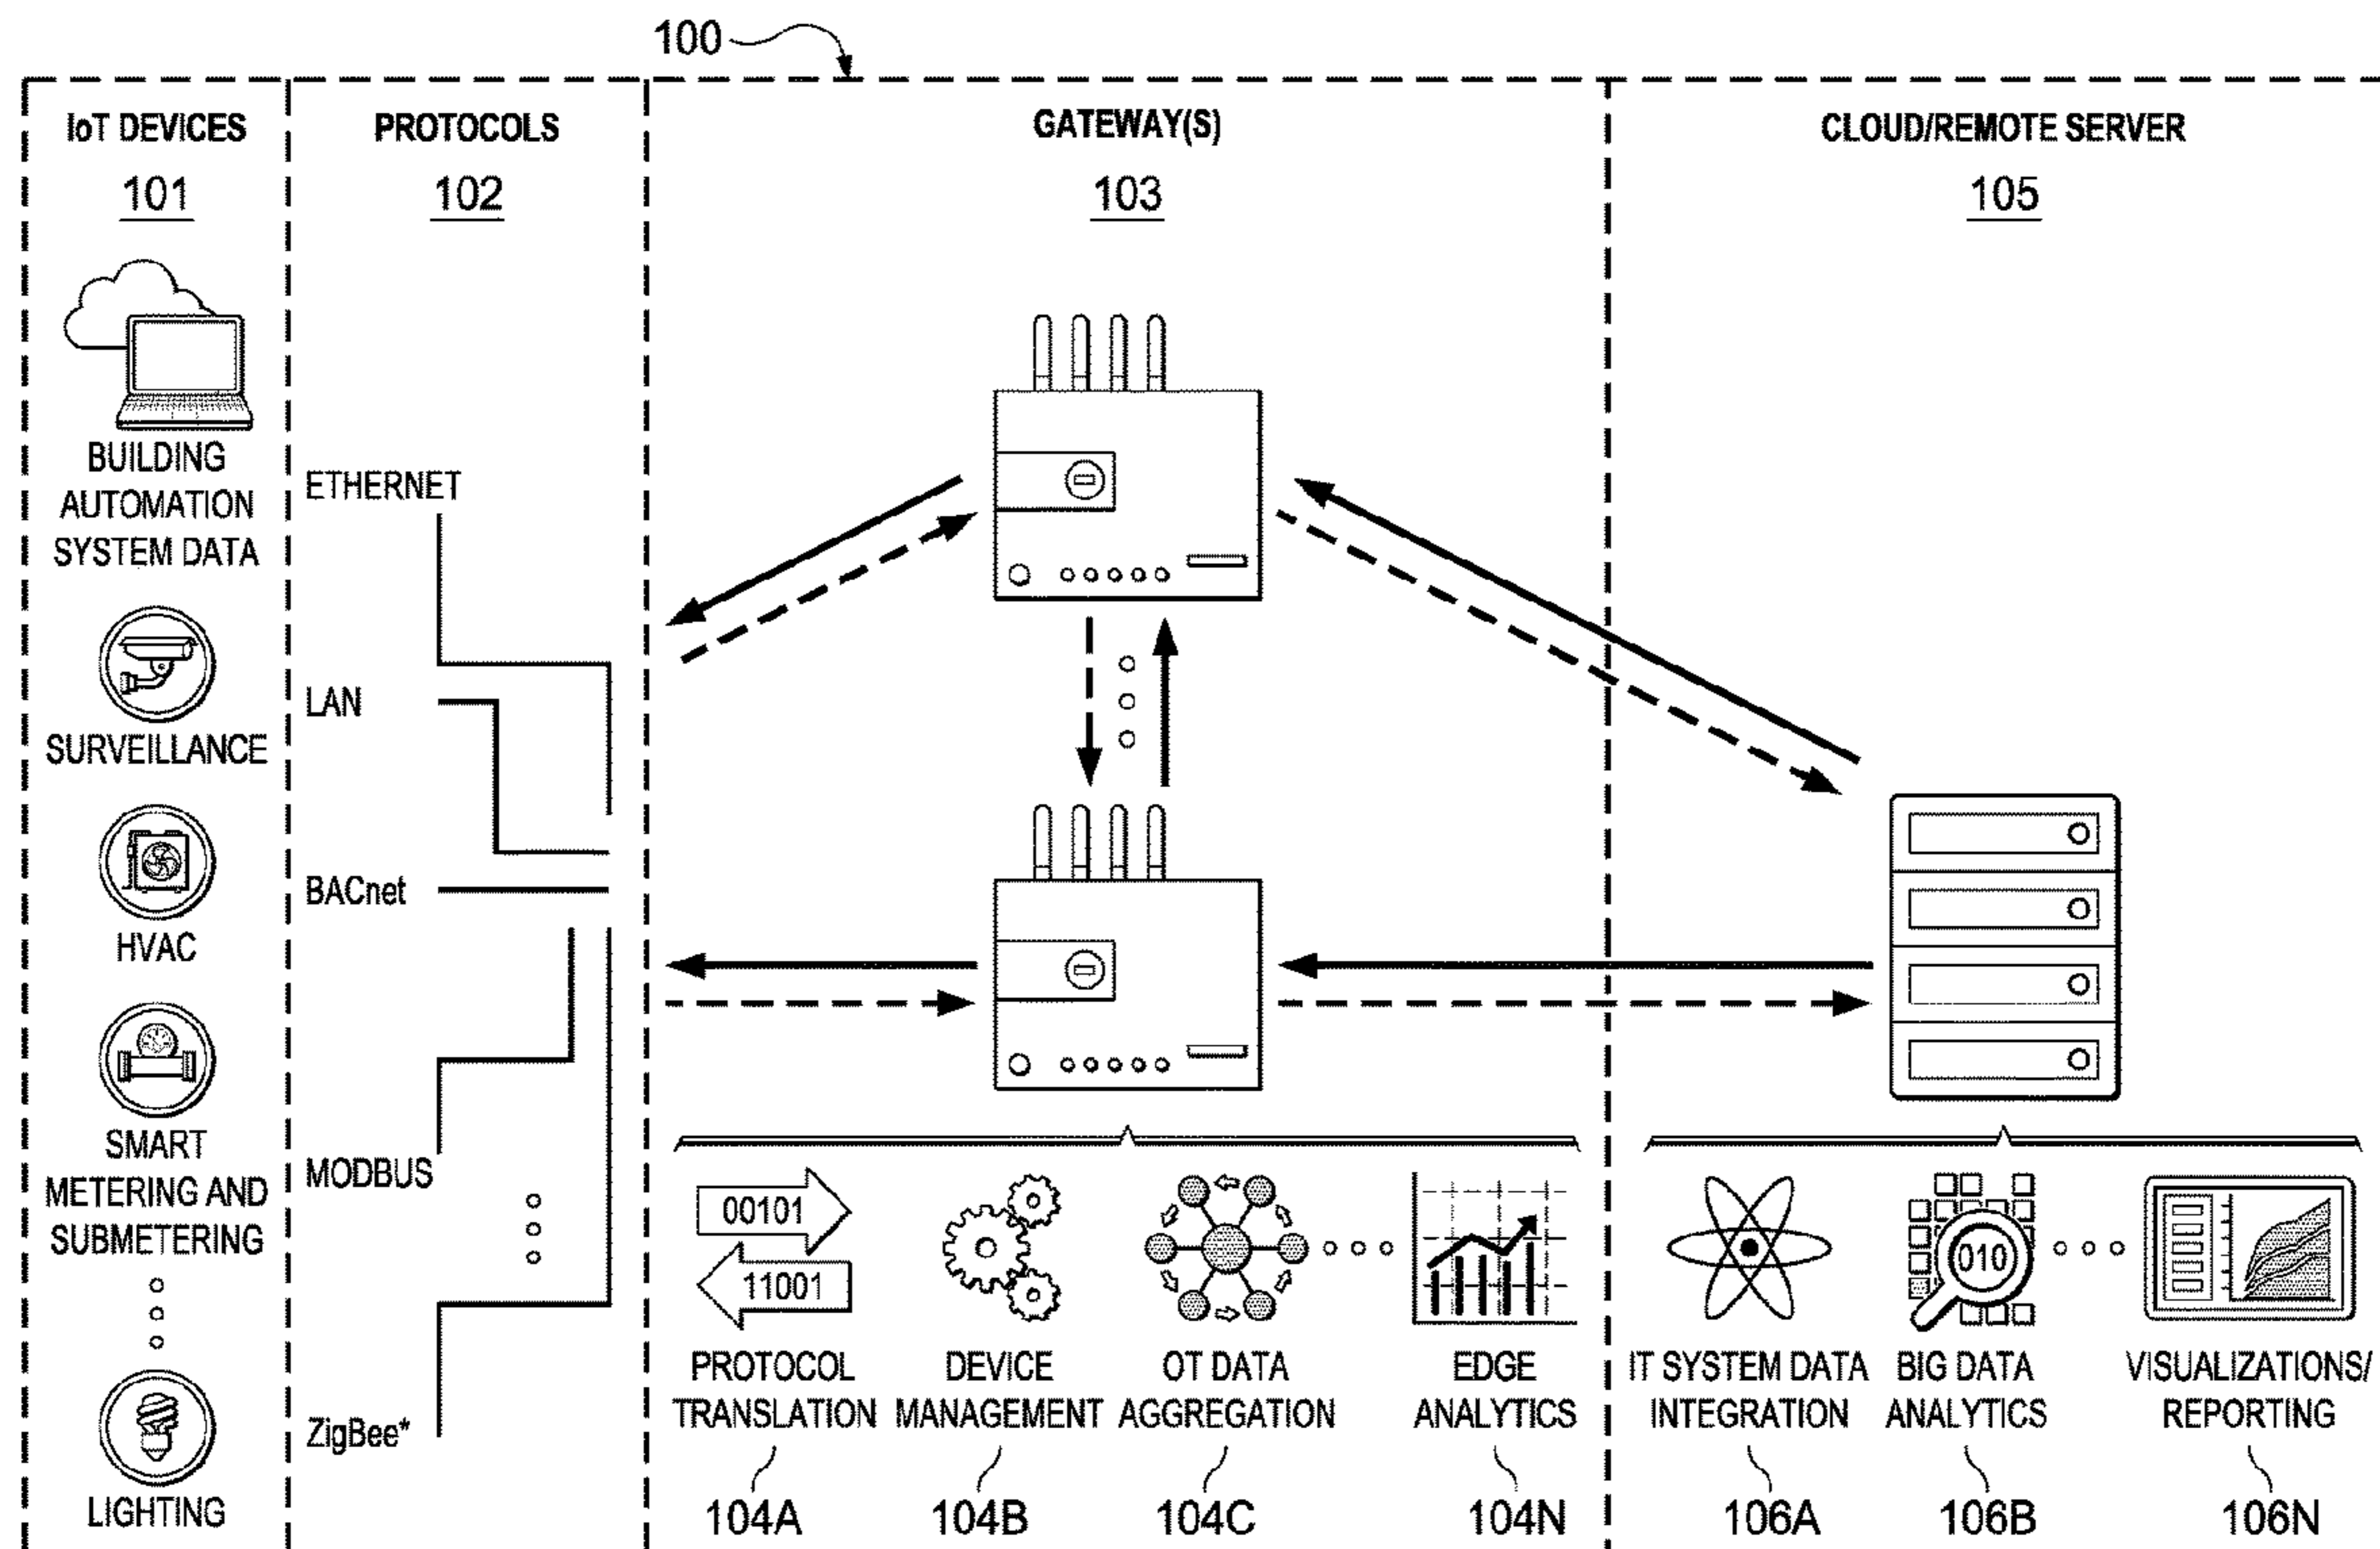 100
IoT DEVICES
101
BUILDING
AUTOMATION
SYSTEM DATA
SURVEILLANCE
HVAC
SMART
METERING AND
SUBMETERING
LIGHTING
PROTOCOLS
102
ETHERNET
LAN
BACnet
MODBUS
ZigBee*
GATEWAY(S)
103
00101
11001
PROTOCOL
TRANSLATION
104A
DEVICE
MANAGEMENT
104B
OT DATA
AGGREGATION
104C
EDGE
ANALYTICS
104N
CLOUD/REMOTE SERVER
105
IT SYSTEM DATA
INTEGRATION
106A
010
BIG DATA
ANALYTICS
106B
VISUALIZATIONS/
REPORTING
106N